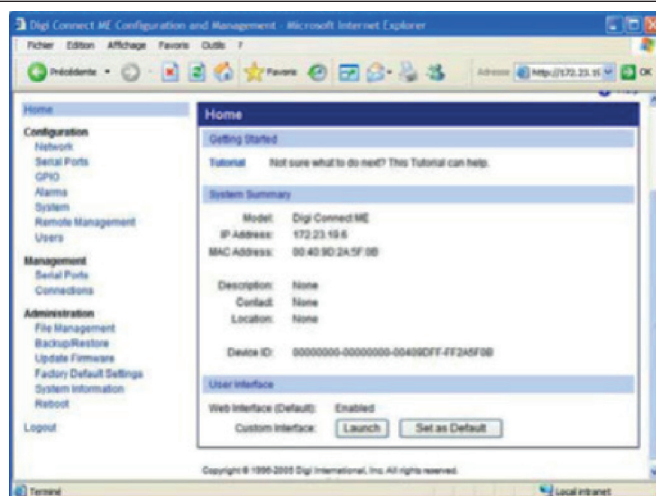 Digi Connect ME Configuration and Management - Microsoft Internet Explorer
Fichier Edition Affichage Favoris Outils ?
Précédente Favoris Adresse http://172.23.19 OK
Home
Configuration
Network
Serial Ports
GPIO
Alarms
System
Remote Management
Users
Management
Serial Ports
Connections
Administration
File Management
Backup/Restore
Update Firmware
Factory Default Settings
System Information
Reboot
Logout
Home
Getting Started
Tutorial Not sure what to do next? This Tutorial can help.
System Summary
Model: Digi Connect ME
IP Address: 172.23.19.6
MAC Address: 00:40:9D:2A:5F:0B
Description: None
Contact: None
Location: None
Device ID: 00000000-00000000-00409DFF-FF2A5F0B
User Interface
Web Interface (Default): Enabled
Custom Interface: Launch Set as Default
Copyright © 1996-2005 Digi International, Inc. All rights reserved.
Terminé Local intranet